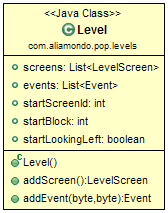 <<Java Class>>
Level
com.aliamondo.pop.levels
screens: List<LevelScreen>
events: List<Event>
startScreenId: int
startBlock: int
startLookingLeft: boolean
Level()
addScreen():LevelScreen
addEvent(byte,byte): Event